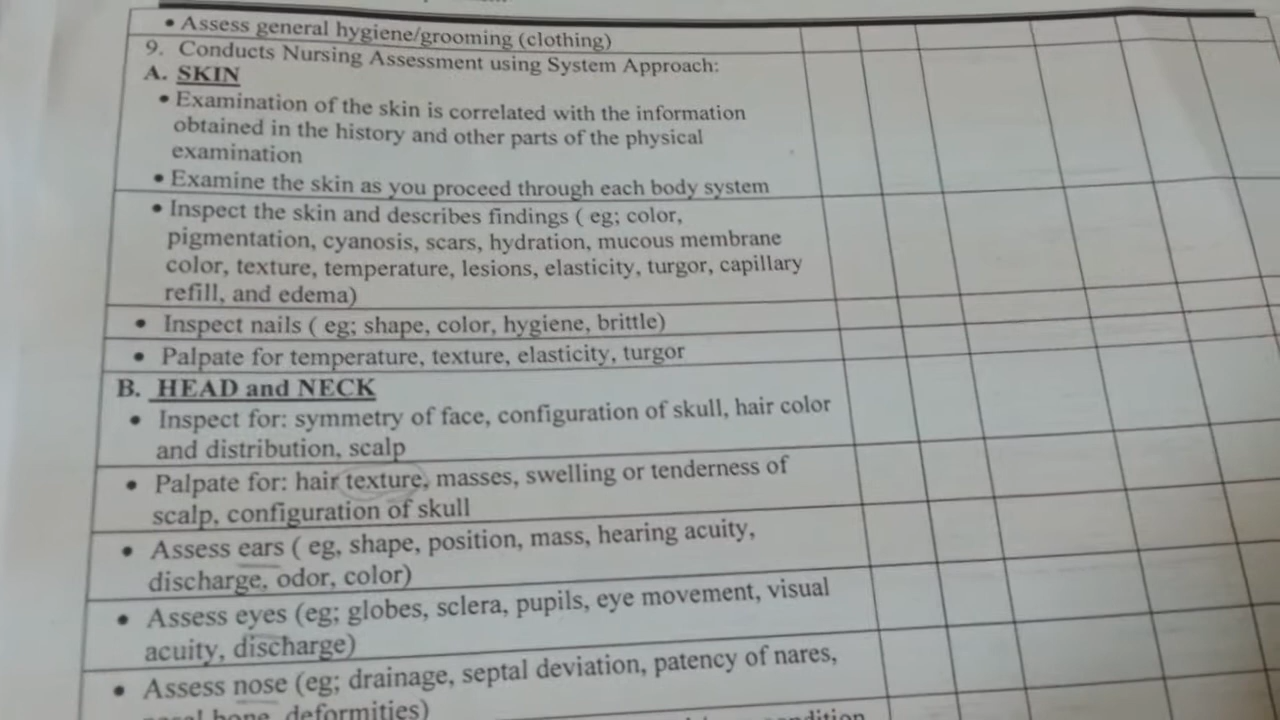 • Assess general hygiene/grooming (clothing)
9. Conducts Nursing Assessment using System Approach:
A. SKIN
• Examination of the skin is correlated with the information
obtained in the history and other parts of the physical
examination
• Examine the skin as you proceed through each body system
• Inspect the skin and describes findings ( eg; color,
pigmentation, cyanosis, scars, hydration, mucous membrane
color, texture, temperature, lesions, elasticity, turgor, capillary
refill, and edema)
• Inspect nails ( eg; shape, color, hygiene, brittle)
• Palpate for temperature, texture, elasticity, turgor
B. HEAD and NECK
• Inspect for: symmetry of face, configuration of skull, hair color
and distribution, scalp
• Palpate for: hair texture, masses, swelling or tenderness of
scalp, configuration of skull
• Assess ears ( eg, shape, position, mass, hearing acuity,
discharge, odor, color)
• Assess eyes (eg; globes, sclera, pupils, eye movement, visual
acuity, discharge)
• Assess nose (eg; drainage, septal deviation, patency of nares,
bone, deformities)